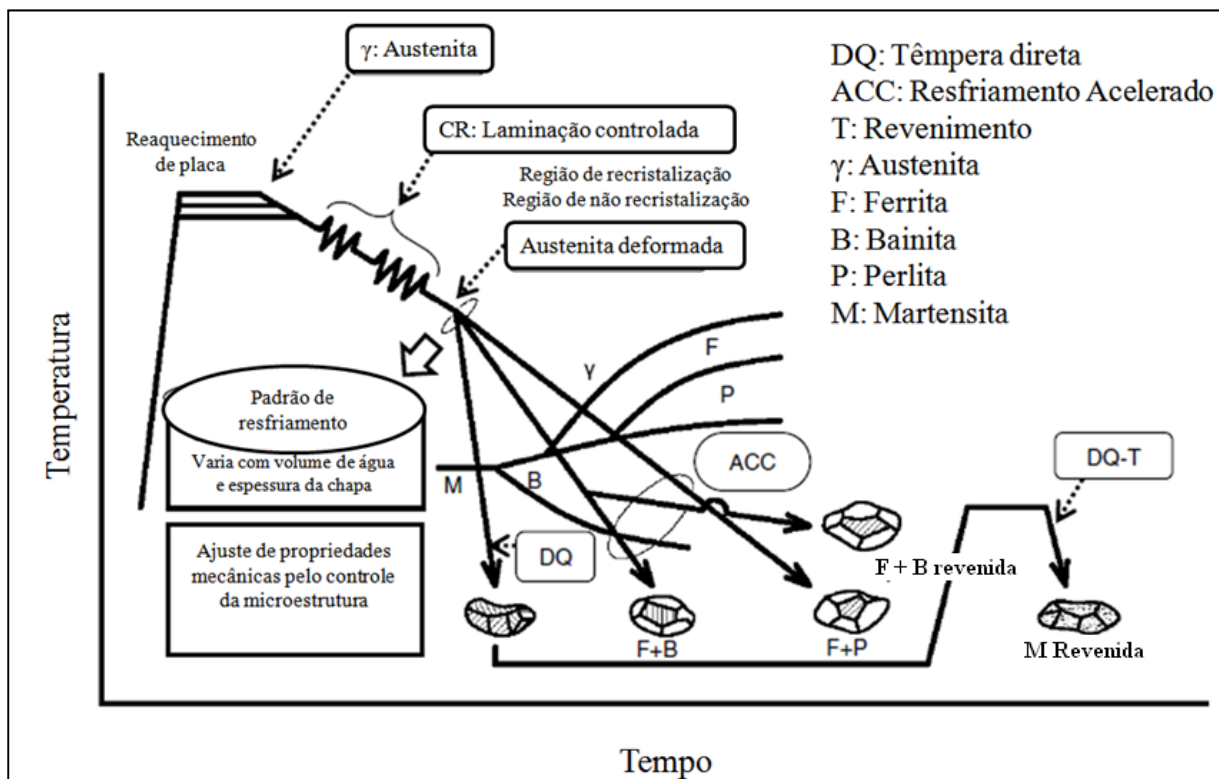 γ: Austenita
DQ: Têmpera direta
ACC: Resfriamento Acelerado
T: Revenimento
γ: Austenita
F: Ferrita
B: Bainita
P: Perlita
M: Martensita
CR: Laminação controlada
Reaquecimento
de placa
Região de recristalização
Região de não recristalização
Austenita deformada
Temperatura
γ
F
P
Padrão de
resfriamento
Varia com volume de água
e espessura da chapa
M
B
ACC
DQ-T
Ajuste de propriedades
mecânicas pelo controle
da microestrutura
DQ
F + B revenida
F+B
F+P
M Revenida
Tempo